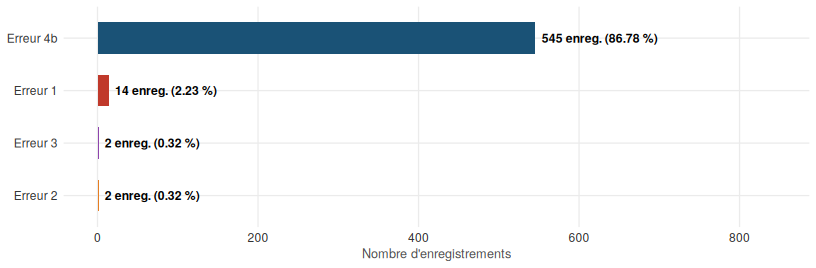 Erreur 4b
545 enreg. (86.78 %)
Erreur 1
14 enreg. (2.23 %)
Erreur 3
2 enreg. (0.32 %)
Erreur 2
2 enreg. (0.32 %)
0
200
400
600
800
Nombre d'enregistrements